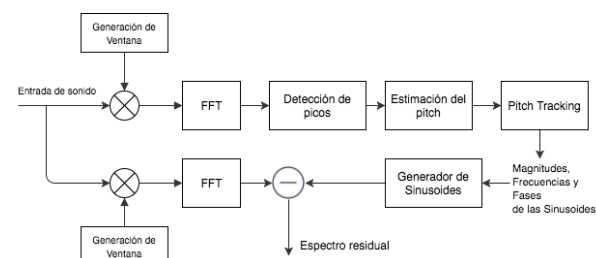 Generación de
Ventana
Entrada de sonido
FFT
Detección de
picos
Estimación del
pitch
Pitch Tracking
FFT
Generador de
Sinusoides
Magnitudes,
Frecuencias y
Fases
de las Sinusoides
Generación de
Ventana
Espectro residual